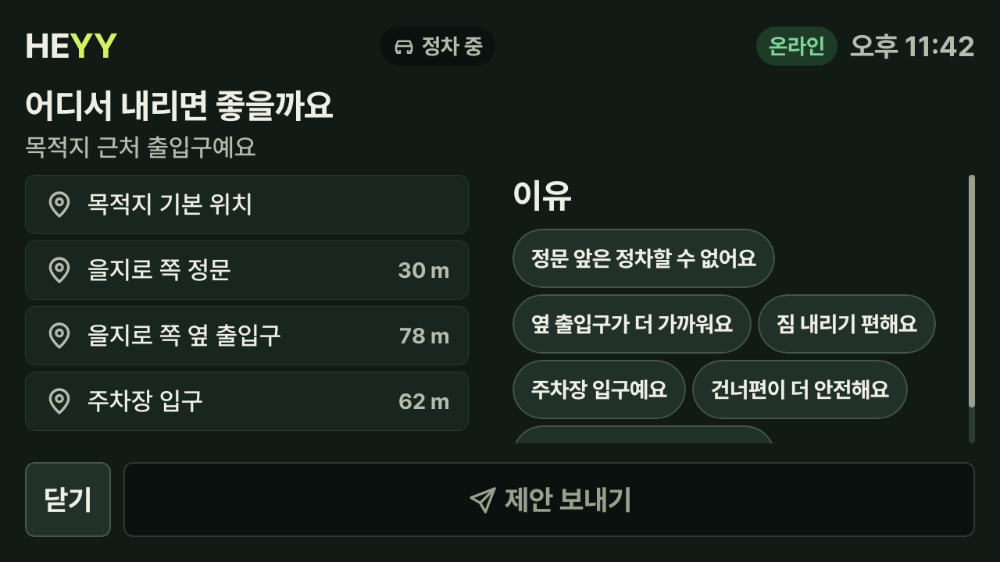 HEYY
정차 중
온라인
오후 11:42
어디서 내리면 좋을까요
목적지 근처 출입구예요
목적지 기본 위치
을지로 쪽 정문 30 m
을지로 쪽 옆 출입구 78 m
주차장 입구 62 m
이유
정문 앞은 정차할 수 없어요
옆 출입구가 더 가까워요
짐 내리기 편해요
주차장 입구예요
건너편이 더 안전해요
닫기
제안 보내기